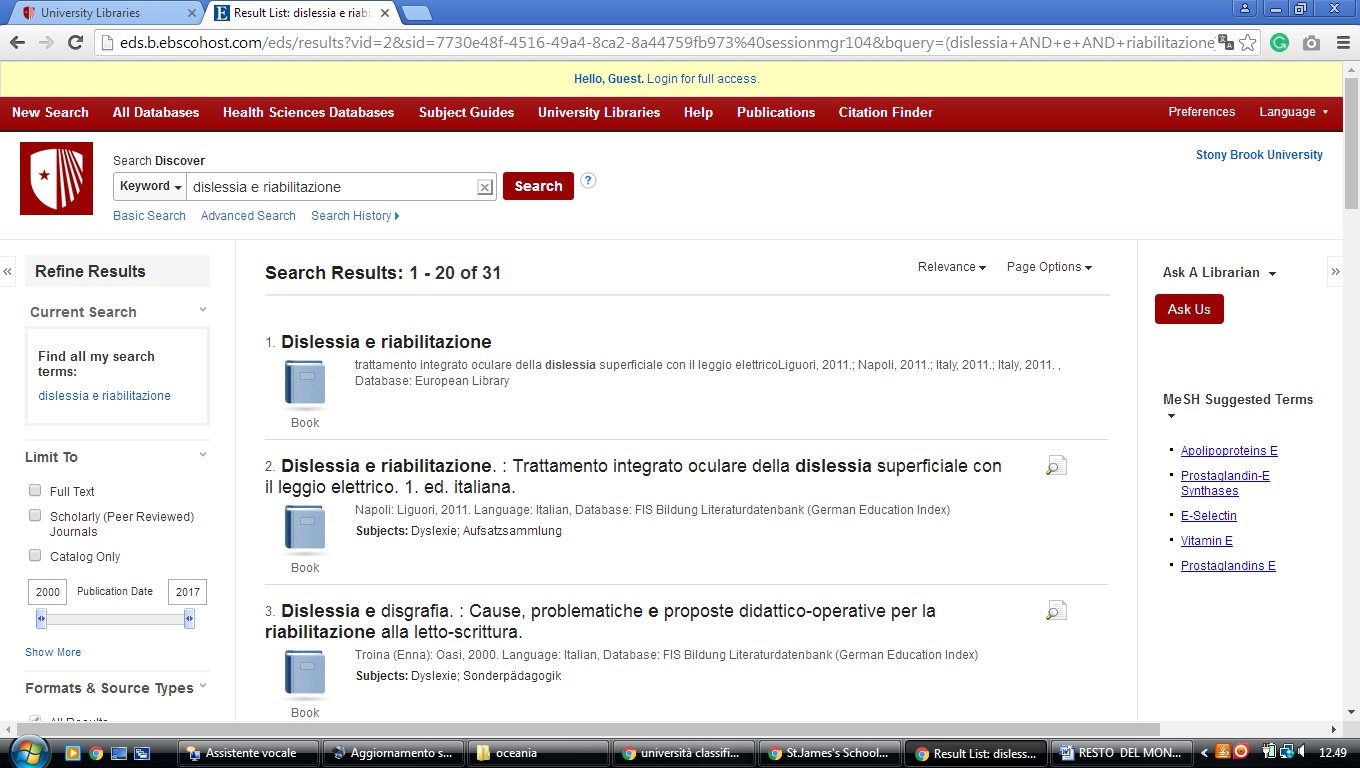 University Libraries
Result List: dislessia e riabi
eds.b.ebscohost.com/eds/results?vid=2&sid=7730e48f-4516-49a4-8ca2-8a44759fb973%40sessionmgr104&bquery=(dislessia+AND+e+AND+riabilitazione)
Hello, Guest. Login for full access.
New Search All Databases Health Sciences Databases Subject Guides University Libraries Help Publications Citation Finder Preferences Language
Search Discover
Stony Brook University
Keyword dislessia e riabilitazione Search ?
Basic Search Advanced Search Search History
Refine Results
Current Search
Find all my search
terms:
dislessia e riabilitazione
Limit To
Full Text
Scholarly (Peer Reviewed)
Journals
Catalog Only
2000 Publication Date 2017
Show More
Formats & Source Types
All Results
Search Results: 1 - 20 of 31
Relevance Page Options
1. Dislessia e riabilitazione
trattamento integrato oculare della dislessia superficiale con il leggio elettricoLiguori, 2011.; Napoli, 2011.; Italy, 2011.; Italy, 2011. ,
Database: European Library
Book
2. Dislessia e riabilitazione. : Trattamento integrato oculare della dislessia superficiale con
il leggio elettrico. 1. ed. italiana.
Napoli: Liguori, 2011. Language: Italian, Database: FIS Bildung Literaturdatenbank (German Education Index)
Subjects: Dyslexie; Aufsatzsammlung
Book
3. Dislessia e disgrafia. : Cause, problematiche e proposte didattico-operative per la
riabilitazione alla letto-scrittura.
Troina (Enna): Oasi, 2000. Language: Italian, Database: FIS Bildung Literaturdatenbank (German Education Index)
Subjects: Dyslexie; Sonderpädagogik
Book
Ask A Librarian
Ask Us
MeSH Suggested Terms
Apolipoproteins E
Prostaglandin-E
Synthases
E-Selectin
Vitamin E
Prostaglandins E
Assistente vocale
Aggiornamento s...
oceania
università classifi...
St.James's School...
Result List: disless...
RESTO DEL MON...
12.49